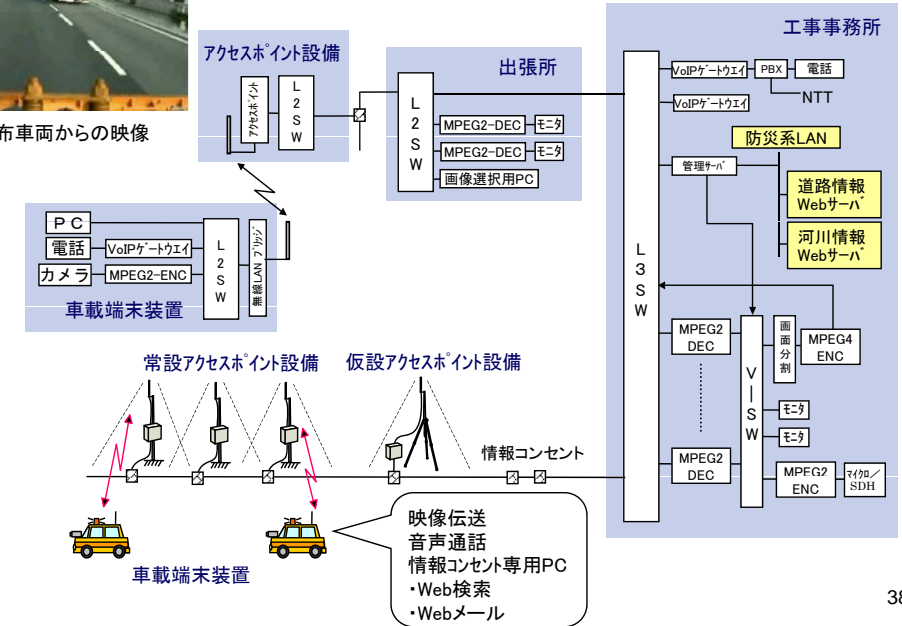 布車両からの映像
アクセスポイント設備
アクセスポイント
L2SW
出張所
L2SW
MPEG2-DEC
モニタ
MPEG2-DEC
モニタ
画像選択用PC
工事事務所
VoIPゲートウエイ
PBX
電話
NTT
VoIPゲートウエイ
防災系LAN
管理サーバ
道路情報
Webサーバ
河川情報
Webサーバ
L3SW
MPEG2
DEC
V|SW
画面分割
MPEG4
ENC
モニタ
モニタ
MPEG2
DEC
MPEG2
ENC
マイクロ/
SDH
PC
電話
VoIPゲートウエイ
カメラ
MPEG2-ENC
L2SW
無線LANブリッジ
車載端末装置
常設アクセスポイント設備
仮設アクセスポイント設備
情報コンセント
車載端末装置
映像伝送
音声通話
情報コンセント専用PC
・Web検索
・Webメール
38